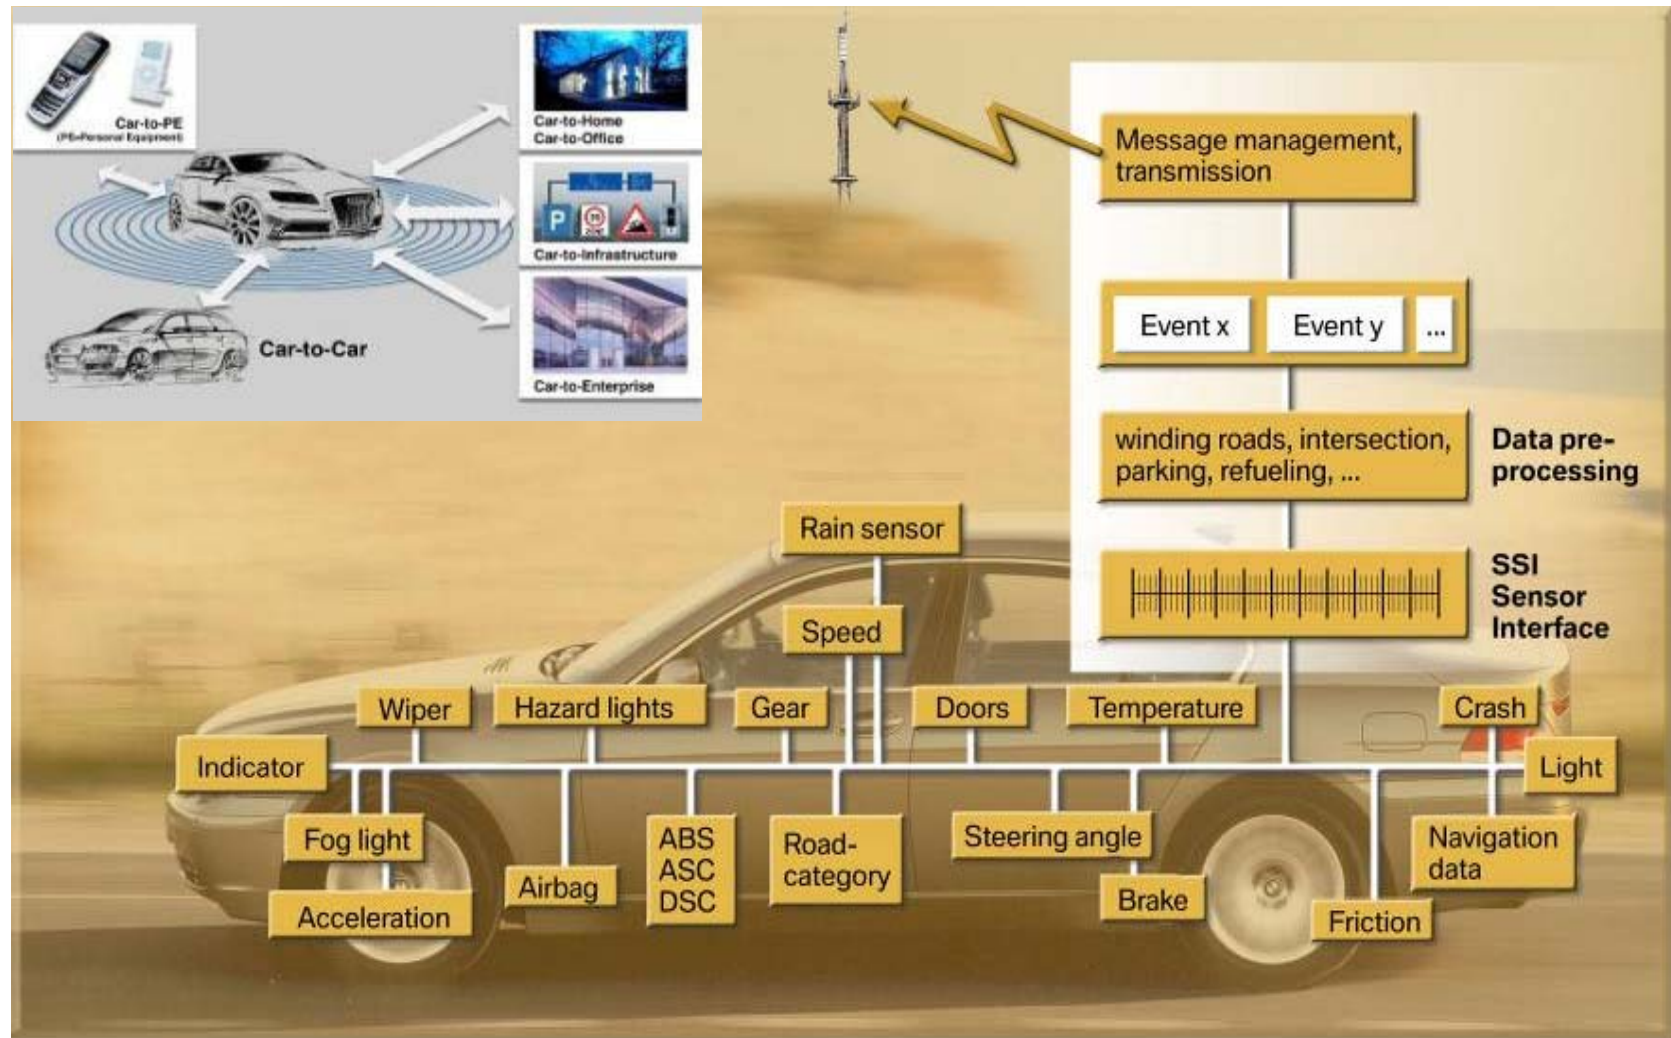 Car-to-PE
(PE=Personal Equipment)
Car-to-Home
Car-to-Office
P
Car-to-Infrastructure
Car-to-Car
Car-to-Enterprise
Message management,
transmission
Event x
Event y
...
winding roads, intersection,
parking, refueling, ...
Data pre-
processing
SSI
Sensor
Interface
Rain sensor
Speed
Wiper
Hazard lights
Gear
Doors
Temperature
Crash
Indicator
Light
Fog light
Acceleration
Airbag
ABS
ASC
DSC
Road-
category
Steering angle
Brake
Friction
Navigation
data